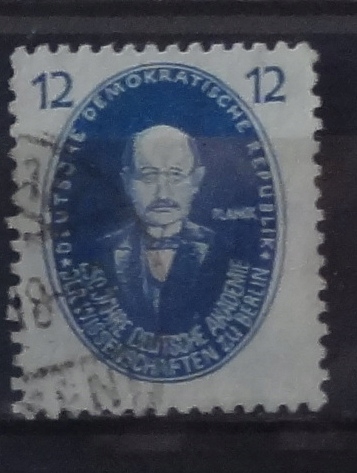 12 12
DEUTSCHE DEMOKRATISCHE REPUBLIK
PLANCK
250 JAHRE DEUTSCHE AKADEMIE
DER WISSENSCHAFTEN ZU BERLIN